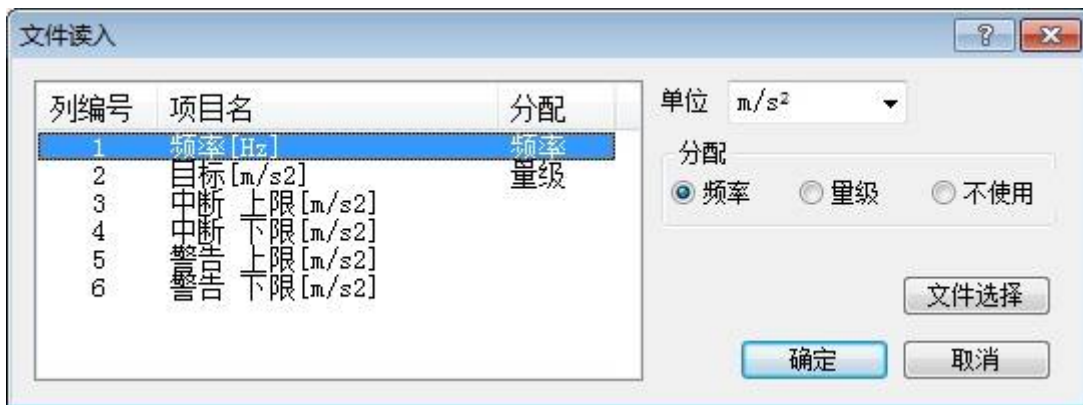 文件读入
列编号 项目名 分配
1 频率[Hz] 频率
2 目标[m/s2] 量级
3 中断 上限[m/s2]
4 中断 下限[m/s2]
5 警告 上限[m/s2]
6 警告 下限[m/s2]
单位 m/s²
分配
频率 量级 不使用
文件选择
确定 取消